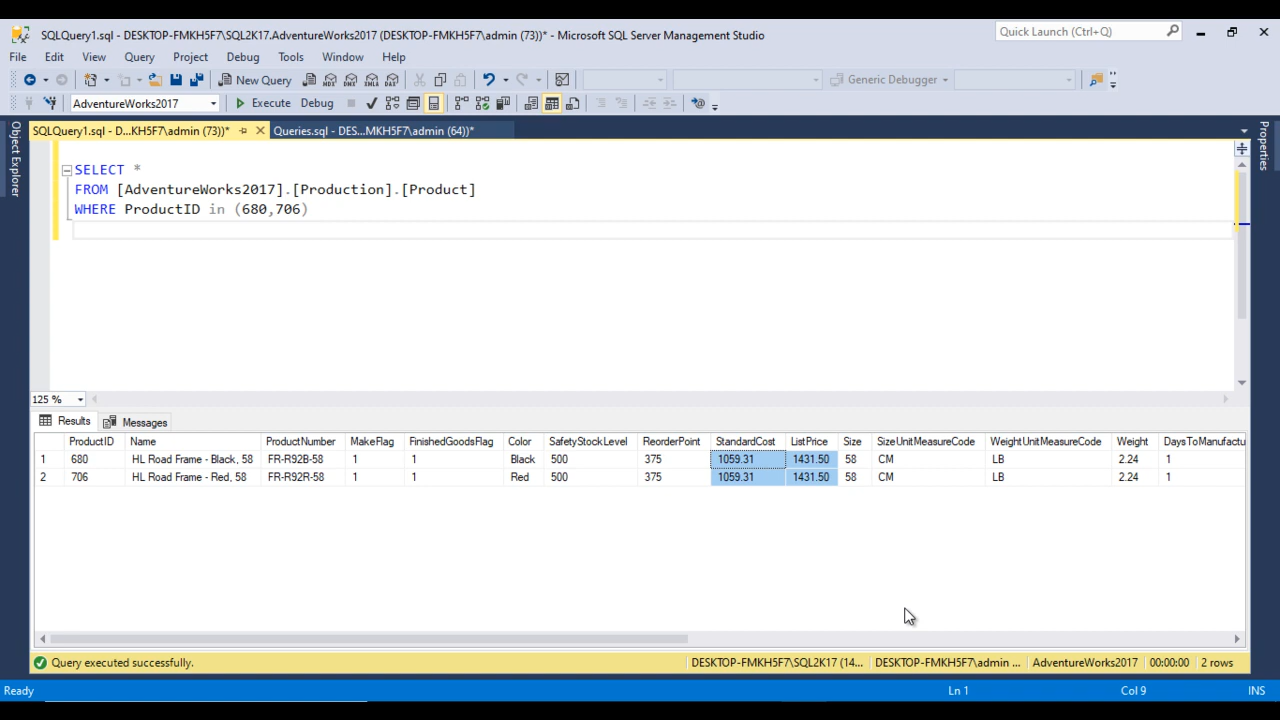 SQLQuery1.sql - DESKTOP-FMKH5F7\SQL2K17.AdventureWorks2017 (DESKTOP-FMKH5F7\admin (73))* - Microsoft SQL Server Management Studio
Quick Launch (Ctrl+Q)
File Edit View Query Project Debug Tools Window Help
New Query MDX DMX XMLA DAX Generic Debugger
AdventureWorks2017 Execute Debug
SQLQuery1.sql - D...KH5F7\admin (73))* Queries.sql - DES...MKH5F7\admin (64))*
Object Explorer
Properties
SELECT *
FROM [AdventureWorks2017].[Production].[Product]
WHERE ProductID in (680,706)
125 %
Results Messages
ProductID Name ProductNumber MakeFlag FinishedGoodsFlag Color SafetyStockLevel ReorderPoint StandardCost ListPrice Size SizeUnitMeasureCode WeightUnitMeasureCode Weight DaysToManufactu
1 680 HL Road Frame - Black, 58 FR-R92B-58 1 1 Black 500 375 1059.31 1431.50 58 CM LB 2.24 1
2 706 HL Road Frame - Red, 58 FR-R92R-58 1 1 Red 500 375 1059.31 1431.50 58 CM LB 2.24 1
Query executed successfully. DESKTOP-FMKH5F7\SQL2K17 (14... DESKTOP-FMKH5F7\admin ... AdventureWorks2017 00:00:00 2 rows
Ready Ln 1 Col 9 INS